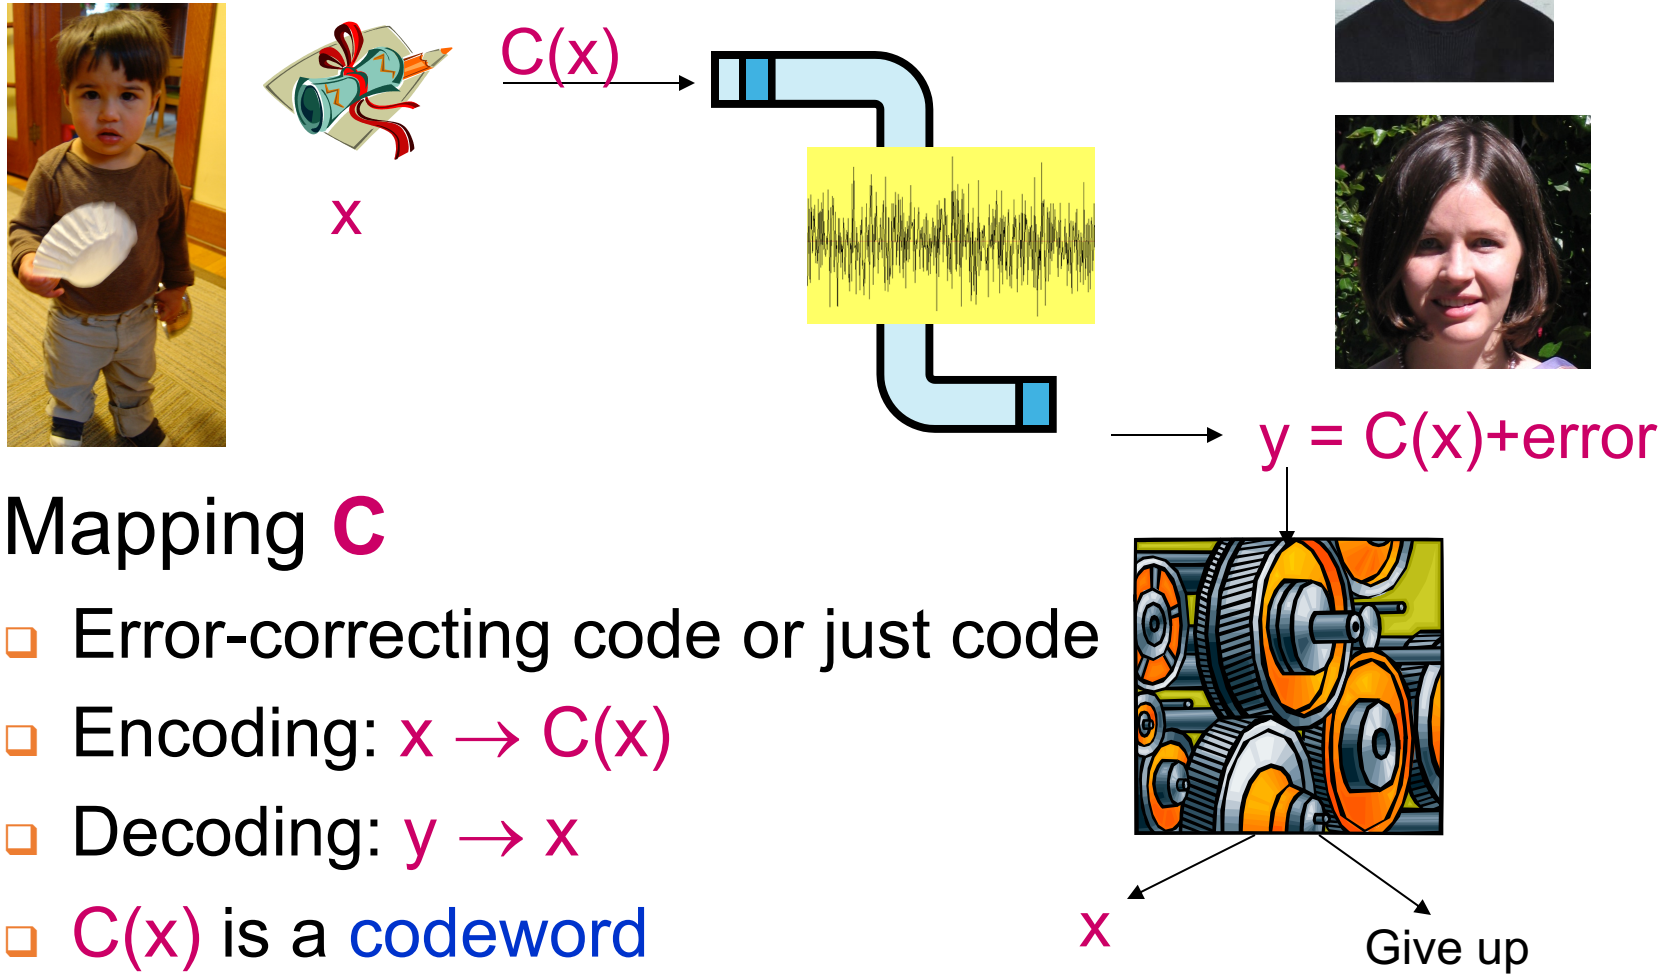 C(x)
x
y = C(x)+error
Mapping C
Error-correcting code or just code
Encoding: x → C(x)
Decoding: y → x
C(x) is a codeword
x
Give up